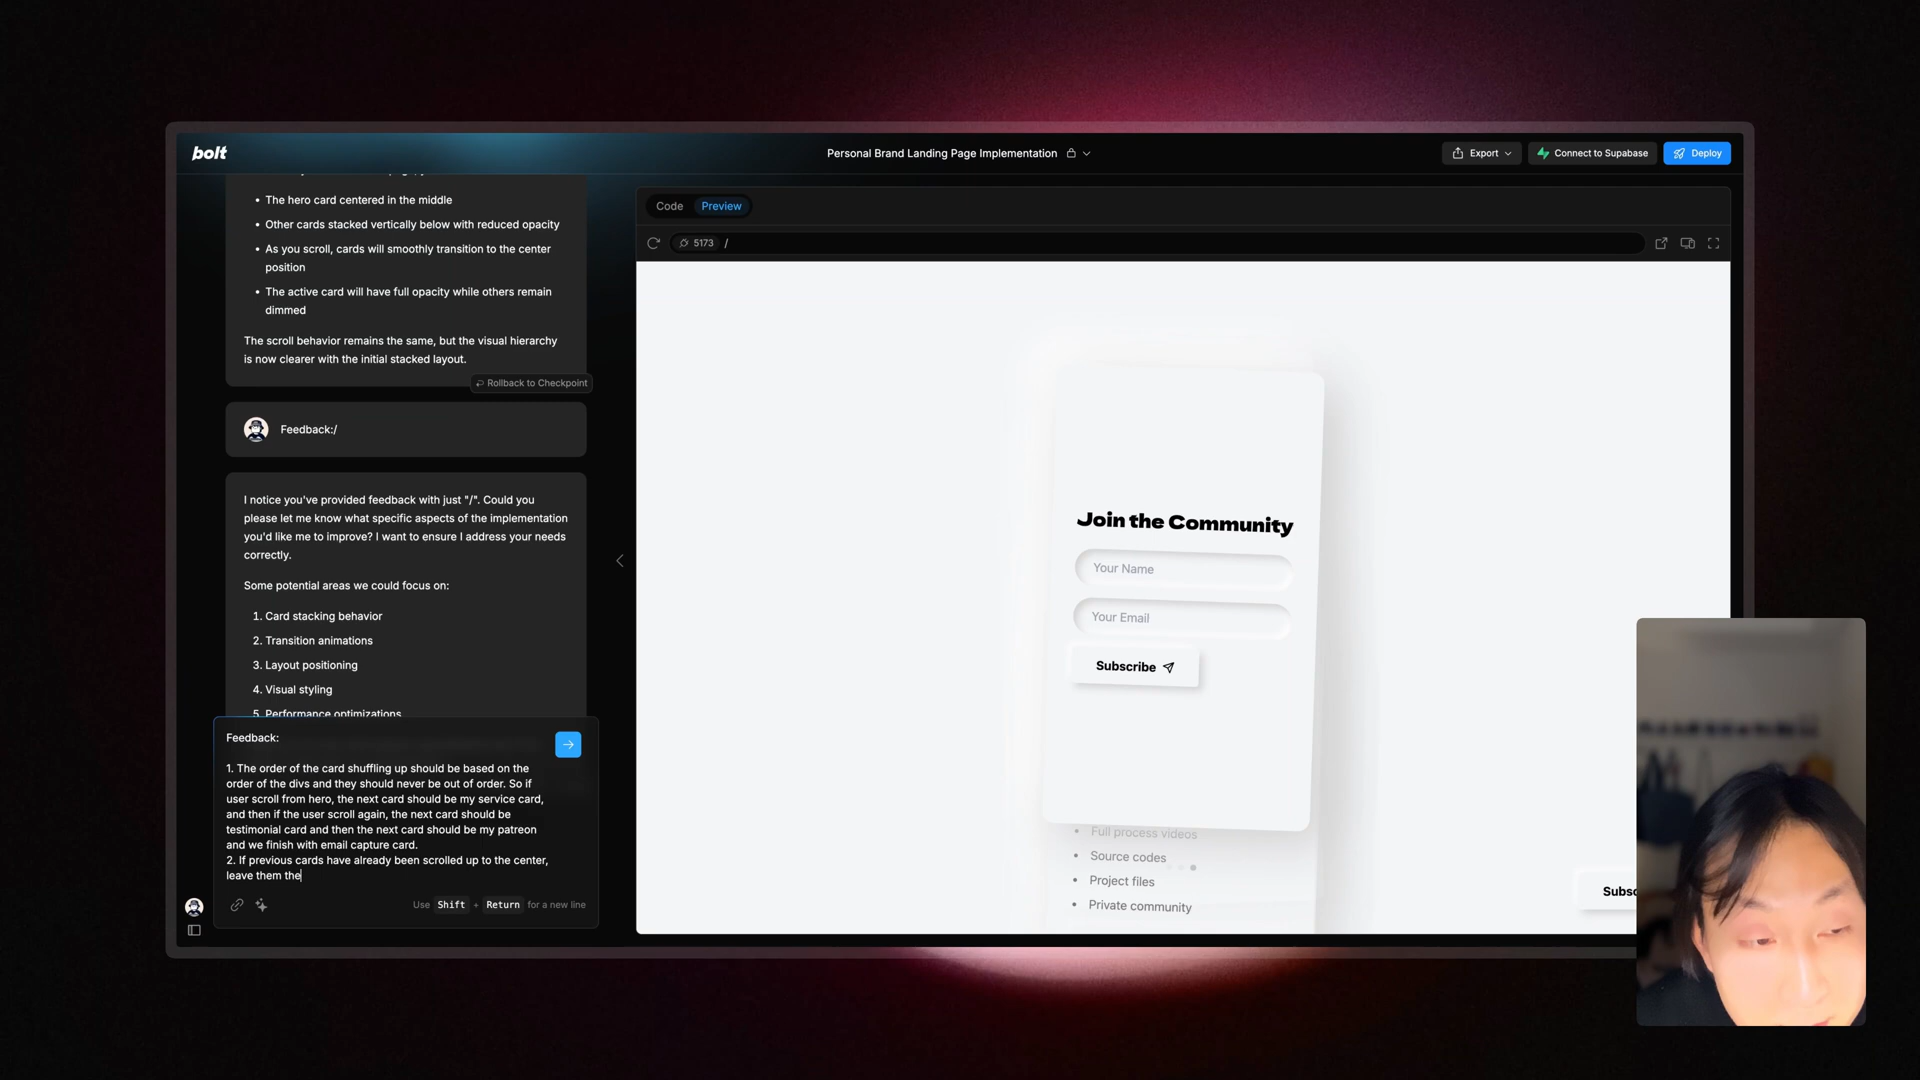 bolt
Personal Brand Landing Page Implementation
Export
Connect to Supabase
Deploy
• The hero card centered in the middle
• Other cards stacked vertically below with reduced opacity
• As you scroll, cards will smoothly transition to the center
position
• The active card will have full opacity while others remain
dimmed
The scroll behavior remains the same, but the visual hierarchy
is now clearer with the initial stacked layout.
Rollback to Checkpoint
Feedback:/
I notice you've provided feedback with just "/". Could you
please let me know what specific aspects of the implementation
you'd like me to improve? I want to ensure I address your needs
correctly.
Some potential areas we could focus on:
1. Card stacking behavior
2. Transition animations
3. Layout positioning
4. Visual styling
5. Performance optimizations
Feedback:
1. The order of the card shuffling up should be based on the
order of the divs and they should never be out of order. So if
user scroll from hero, the next card should be my service card,
and then if the user scroll again, the next card should be
testimonial card and then the next card should be my patreon
and we finish with email capture card.
2. If previous cards have already been scrolled up to the center,
leave them the
Use Shift + Return for a new line
Code
Preview
5173
/
Join the Community
Your Name
Your Email
Subscribe
• Full process videos
• Source codes
• Project files
• Private community
Subsc